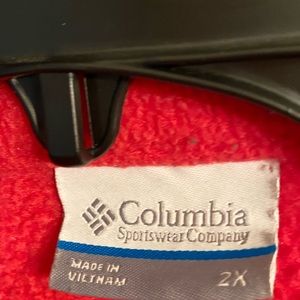 Columbia
Sportswear Company
MADE IN
VIETNAM
2X